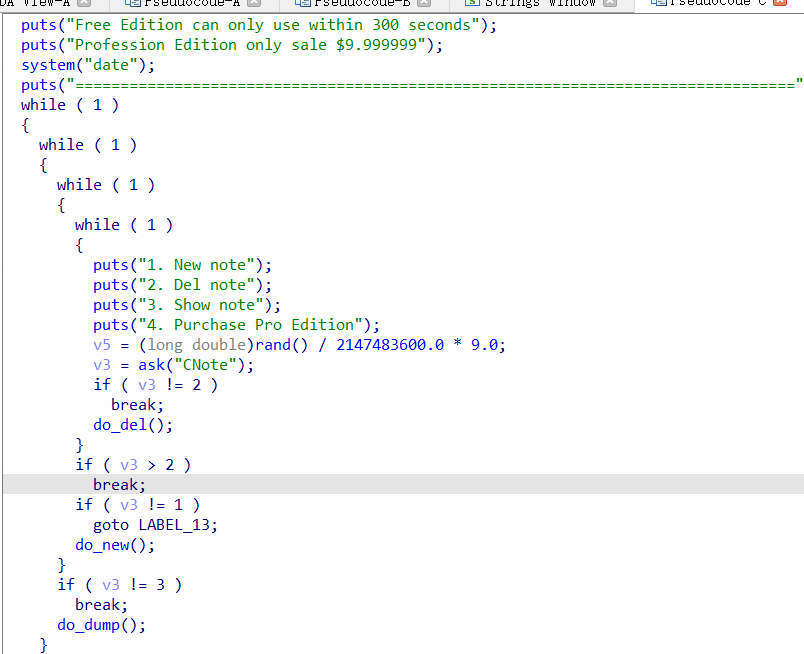 DA View-A Pseudocode-A Pseudocode-B Strings window Pseudocode-C
puts("Free Edition can only use within 300 seconds");
puts("Profession Edition only sale $9.999999");
system("date");
puts("================================================================================"
while ( 1 )
{
while ( 1 )
{
while ( 1 )
{
while ( 1 )
{
puts("1. New note");
puts("2. Del note");
puts("3. Show note");
puts("4. Purchase Pro Edition");
v5 = (long double)rand() / 2147483600.0 * 9.0;
v3 = ask("CNote");
if ( v3 != 2 )
break;
do_del();
}
if ( v3 > 2 )
break;
if ( v3 != 1 )
goto LABEL_13;
do_new();
}
if ( v3 != 3 )
break;
do_dump();
}